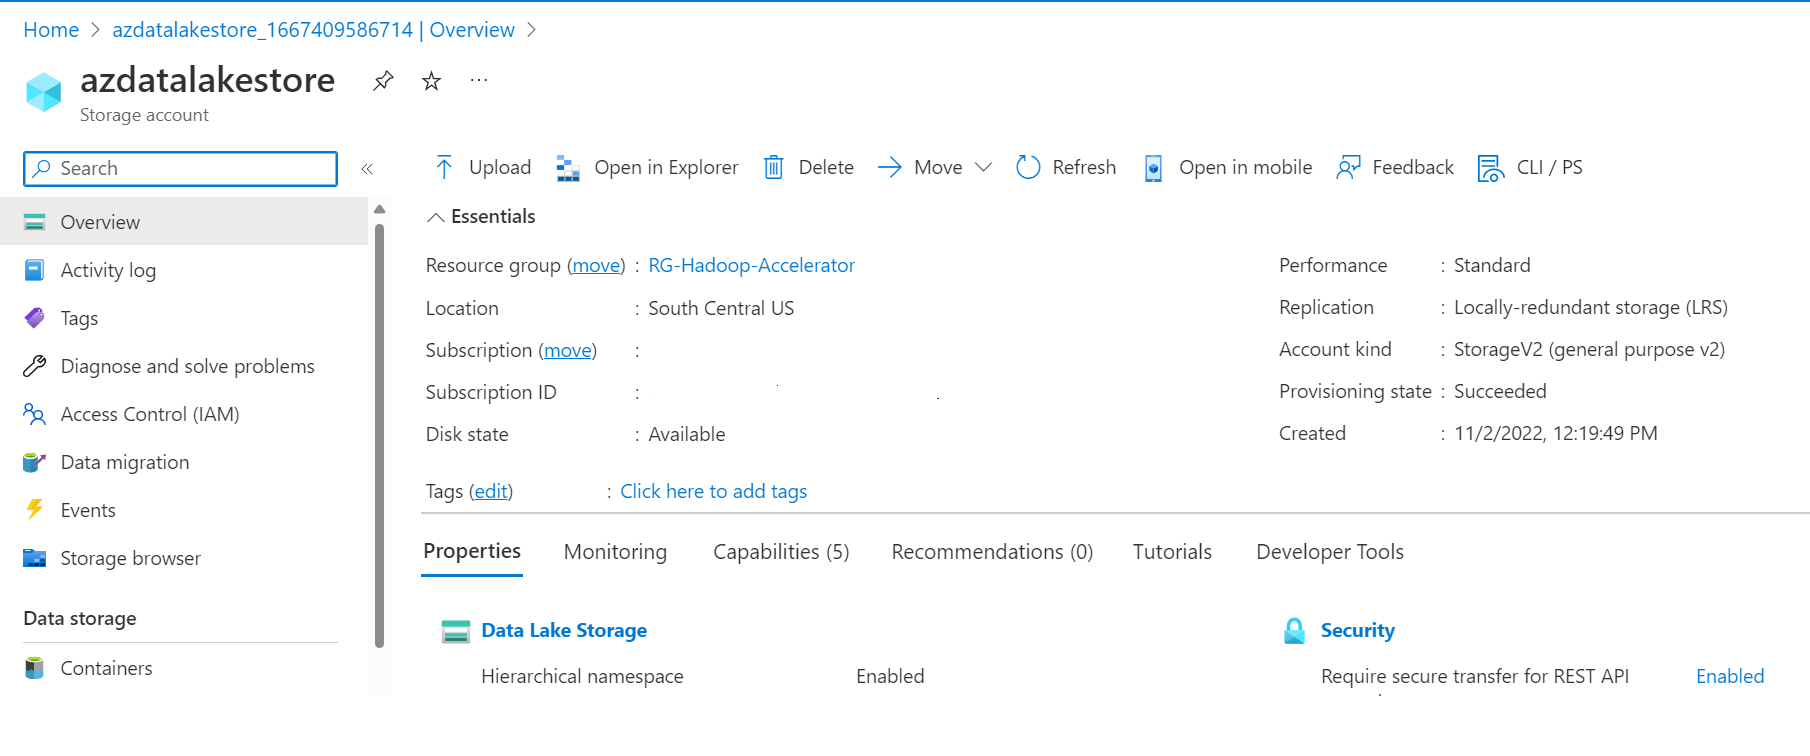 Home > azdatalakestore_1667409586714 | Overview >
azdatalakestore
Storage account
Search
«
Upload
Open in Explorer
Delete
Move
Refresh
Open in mobile
Feedback
CLI / PS
Overview
Activity log
Tags
Diagnose and solve problems
Access Control (IAM)
Data migration
Events
Storage browser
Data storage
Containers
Essentials
Resource group (move) : RG-Hadoop-Accelerator
Location : South Central US
Subscription (move) :
Subscription ID :
Disk state : Available
Tags (edit) : Click here to add tags
Performance : Standard
Replication : Locally-redundant storage (LRS)
Account kind : StorageV2 (general purpose v2)
Provisioning state : Succeeded
Created : 11/2/2022, 12:19:49 PM
Properties
Monitoring
Capabilities (5)
Recommendations (0)
Tutorials
Developer Tools
Data Lake Storage
Hierarchical namespace Enabled
Security
Require secure transfer for REST API Enabled